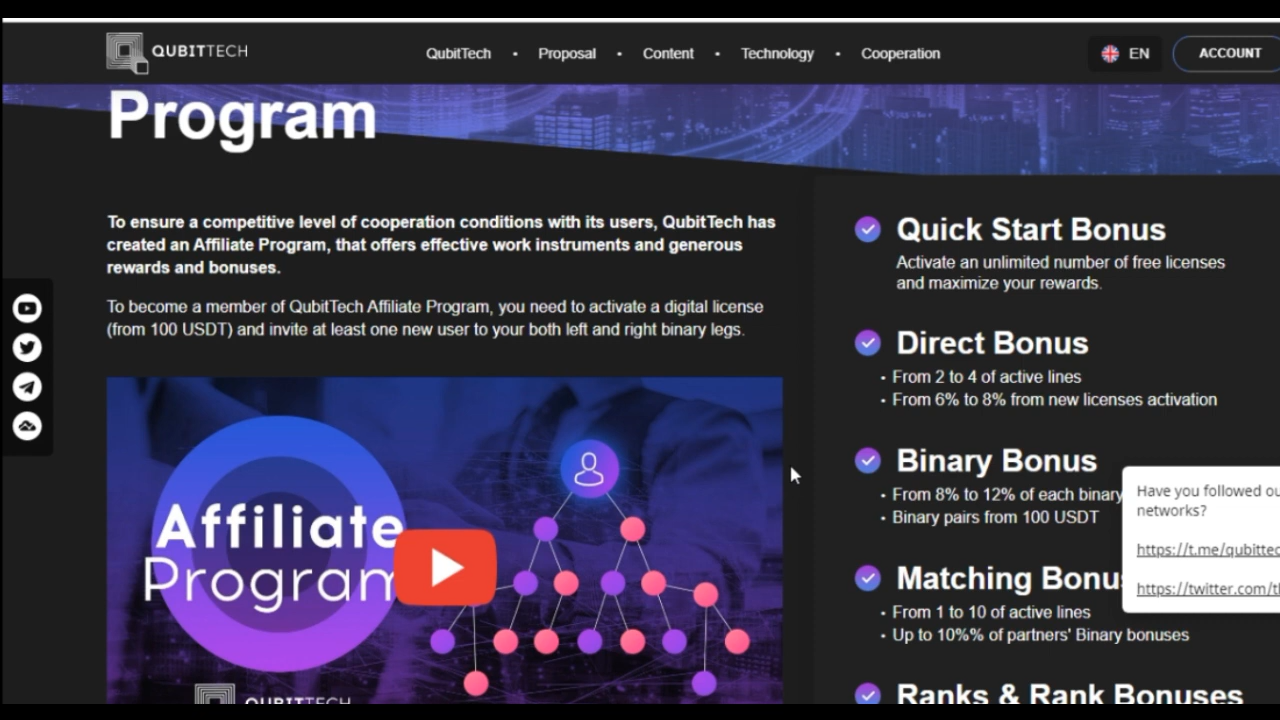 QUBITTECH
QubitTech • Proposal • Content • Technology • Cooperation
EN
ACCOUNT
Program
To ensure a competitive level of cooperation conditions with its users, QubitTech has
created an Affiliate Program, that offers effective work instruments and generous
rewards and bonuses.
To become a member of QubitTech Affiliate Program, you need to activate a digital license
(from 100 USDT) and invite at least one new user to your both left and right binary legs.
Affiliate
Program
QUBITTECH
Quick Start Bonus
Activate an unlimited number of free licenses
and maximize your rewards.
Direct Bonus
• From 2 to 4 of active lines
• From 6% to 8% from new licenses activation
Binary Bonus
• From 8% to 12% of each binary
• Binary pairs from 100 USDT
Matching Bonus
• From 1 to 10 of active lines
• Up to 10%% of partners' Binary bonuses
Ranks & Rank Bonuses
Have you followed ou
networks?
https://t.me/qubittec
https://twitter.com/t